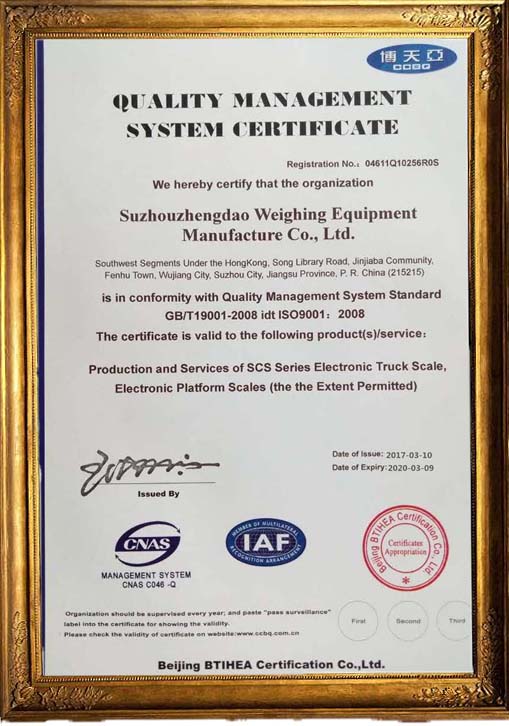 博天亞
CCBQ
QUALITY MANAGEMENT
SYSTEM CERTIFICATE
Registration No.: 04611Q10256R0S
We hereby certify that the organization
Suzhouzhengdao Weighing Equipment
Manufacture Co., Ltd.
Southwest Segments Under the HongKong, Song Library Road, Jinjiaba Community,
Fenhu Town, Wujiang City, Suzhou City, Jiangsu Province, P. R. China (215215)
is in conformity with Quality Management System Standard
GB/T19001-2008 idt ISO9001: 2008
The certificate is valid to the following product(s)/service:
Production and Services of SCS Series Electronic Truck Scale,
Electronic Platform Scales (the the Extent Permitted)
Date of Issue: 2017-03-10
Date of Expiry: 2020-03-09
Issued By
CNAS
MANAGEMENT SYSTEM
CNAS C046 -Q
MEMBER OF MULTILATERAL
IAF
RECOGNITION ARRANGEMENT
Beijing BTIHEA Certification Co., Ltd.
Certificates
Appropriation
Organization should be supervised every year; and paste "pass surveillance"
label into the certificate for showing the validity.
Please check the validity of certificate on website:www.ccbq.com.cn
First
Second
Third
Beijing BTIHEA Certification Co.,Ltd.